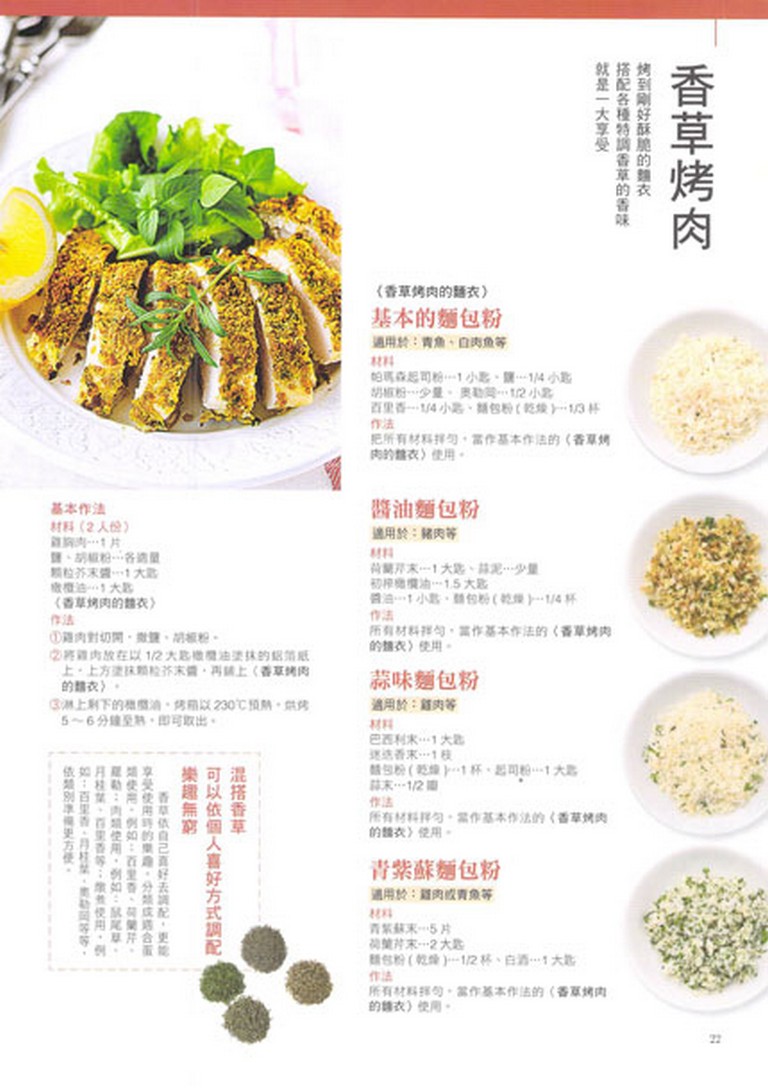 香草烤肉
烤到剛好酥脆的麵衣
搭配各種特調香草的香味
就是一大享受
〈香草烤肉的麵衣〉
基本的麵包粉
適用於:青魚、白肉魚等
材料
帕瑪森起司粉…1 小匙、鹽…1/4 小匙
胡椒粉…少量、奧勒岡…1/2 小匙
百里香…1/4 小匙、麵包粉 ( 乾燥 )…1/3 杯
作法
把所有材料拌勻,當作基本作法的〈香草烤
肉的麵衣〉使用。
醬油麵包粉
適用於:豬肉等
材料
荷蘭芹末…1 大匙、蒜泥…少量
初榨橄欖油…1.5 大匙
醬油…1 小匙、麵包粉 ( 乾燥 )…1/4 杯
作法
所有材料拌勻,當作基本作法的〈香草烤肉
的麵衣〉使用。
蒜味麵包粉
適用於:雞肉等
材料
巴西利末…1 大匙
迷迭香末…1 枝
麵包粉 ( 乾燥 )…1 杯、起司粉…1 大匙
蒜末…1/2 瓣
作法
所有材料拌勻,當作基本作法的〈香草烤肉
的麵衣〉使用。
青紫蘇麵包粉
適用於:雞肉或青魚等
材料
青紫蘇末…5 片
荷蘭芹末…2 大匙
麵包粉 ( 乾燥 )…1/2 杯、白酒…1 大匙
作法
所有材料拌勻,當作基本作法的〈香草烤肉
的麵衣〉使用。
基本作法
材料(2 人份)
雞胸肉…1 片
鹽、胡椒粉…各適量
顆粒芥末醬…1 大匙
橄欖油…1 大匙
〈香草烤肉的麵衣〉
作法
①雞肉對切開,撒鹽、胡椒粉。
②將雞肉放在以 1/2 大匙橄欖油塗抹的鋁箔紙
上,上方塗抹顆粒芥末醬,再鋪上〈香草烤肉
的麵衣〉。
③淋上剩下的橄欖油,烤箱以 230℃預熱,烘烤
5～6 分鐘至熟,即可取出。
混搭香草
可以依個人喜好方式調配
樂趣無窮
香草依自己喜好去調配,更能
享受使用時的樂趣。分類成適合蛋
類使用,例如:百里香、荷蘭芹、
羅勒;肉類使用,例如:鼠尾草、
月桂葉、百里香等;燉煮使用,例
如:百里香、月桂葉、奧勒岡等等,
依類別準備更方便。
22